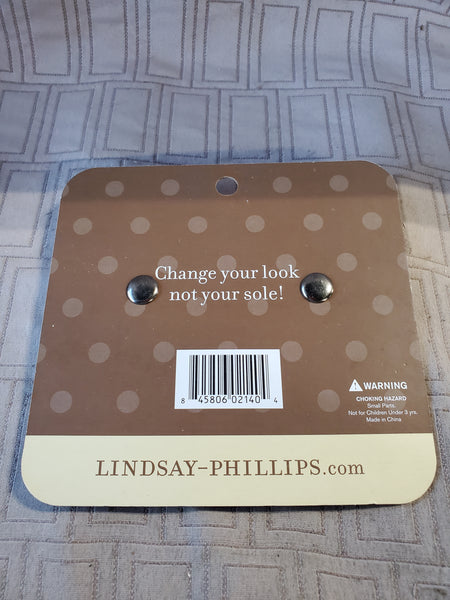 Change your look
not your sole!
8 45806 02140 4
WARNING
CHOKING HAZARD
Small Parts.
Not for Children Under 3 yrs.
Made in China
LINDSAY-PHILLIPS.com